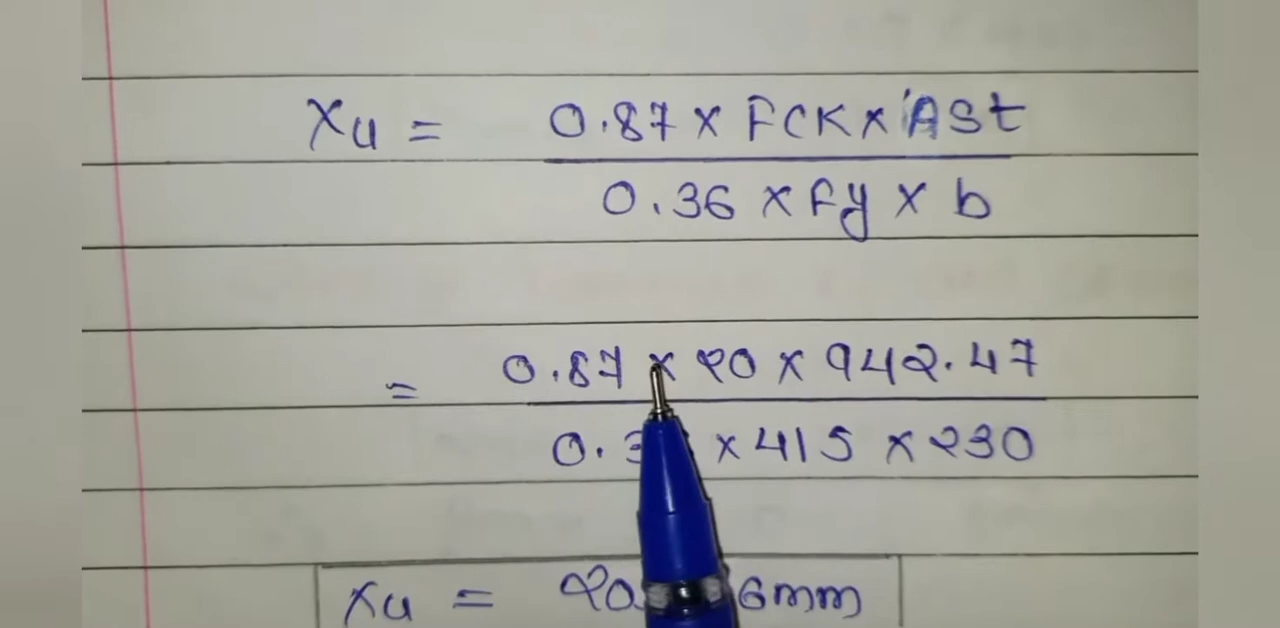 Xu = 0.87 x FCK x Ast
0.36 x Fy x b
= 0.87 x 20 x 942.47
0.3 x 415 x 230
xu = 20 6mm